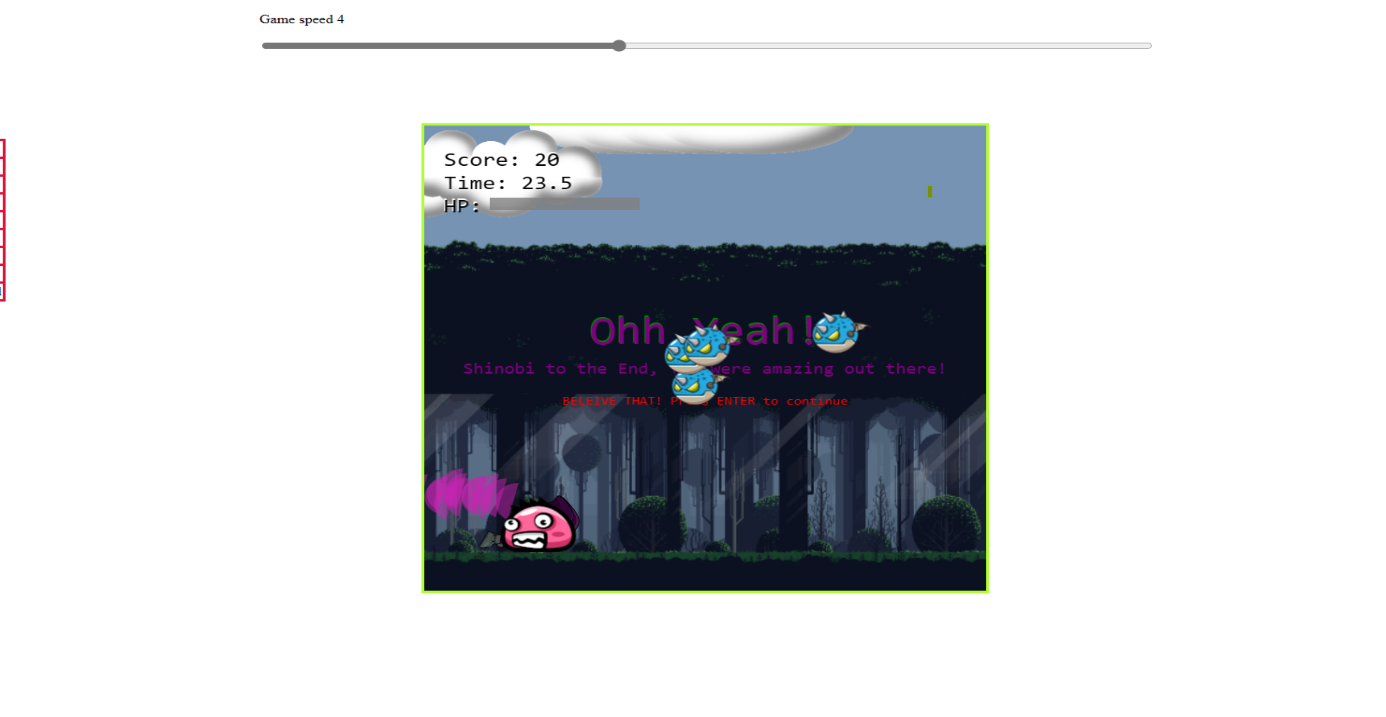 Game speed 4
Score: 20
Time: 23.5
HP:
Ohh Yeah!
Shinobi to the End, were amazing out there!
BELEIVE THAT! Press ENTER to continue